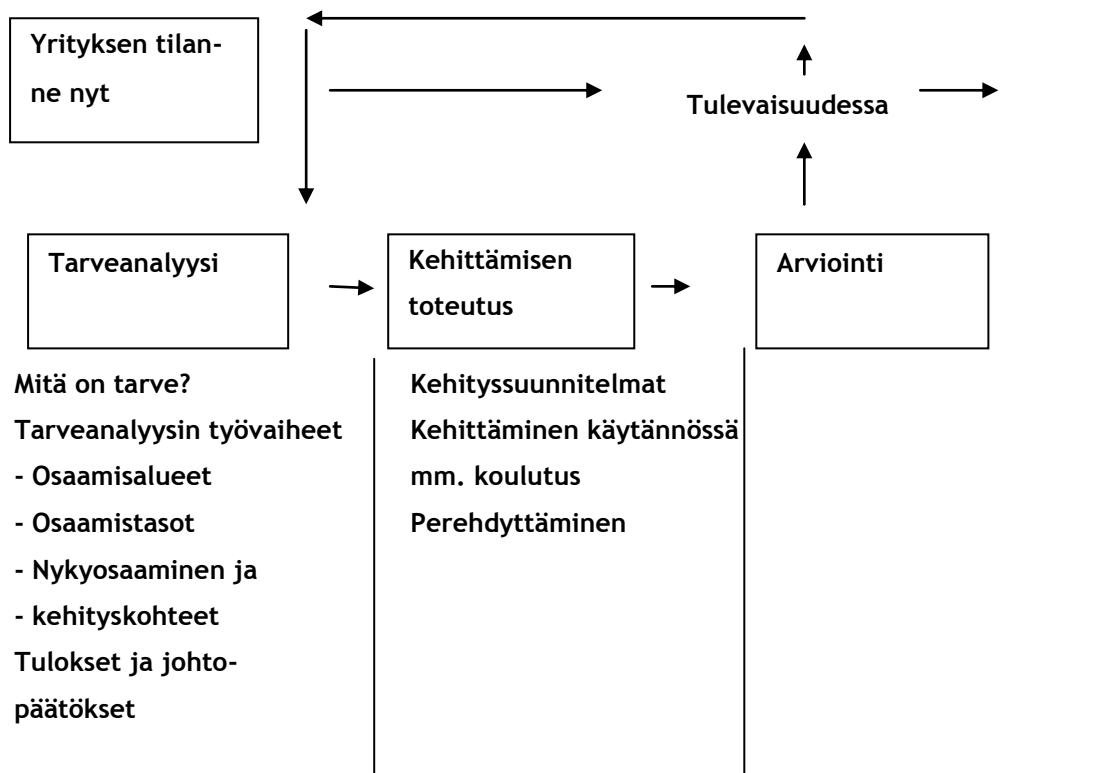 Yrityksen tilan-
ne nyt
Tulevaisuudessa
Tarveanalyysi
Kehittämisen
toteutus
Arviointi
Mitä on tarve?
Tarveanalyysin työvaiheet
- Osaamisalueet
- Osaamistasot
- Nykyosaaminen ja
- kehityskohteet
Tulokset ja johto-
päätökset
Kehityssuunnitelmat
Kehittäminen käytännössä
mm. koulutus
Perehdyttäminen